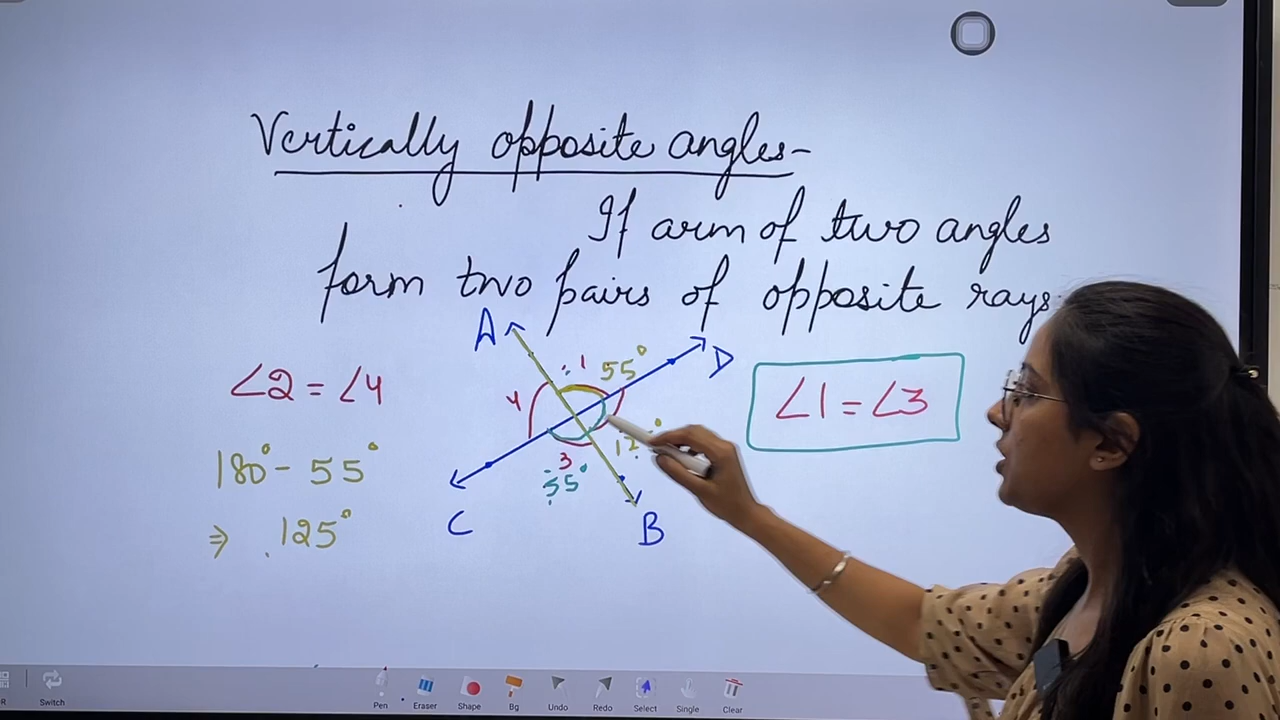 Vertically opposite angles-
If arm of two angles
form two pairs of opposite rays
A
D
1
55°
∠2 = ∠4
4
∠1 = ∠3
180° - 55°
3
55°
⇒ 125°
C
B
Switch
Pen
Eraser
Shape
Bg
Undo
Redo
Select
Single
Clear